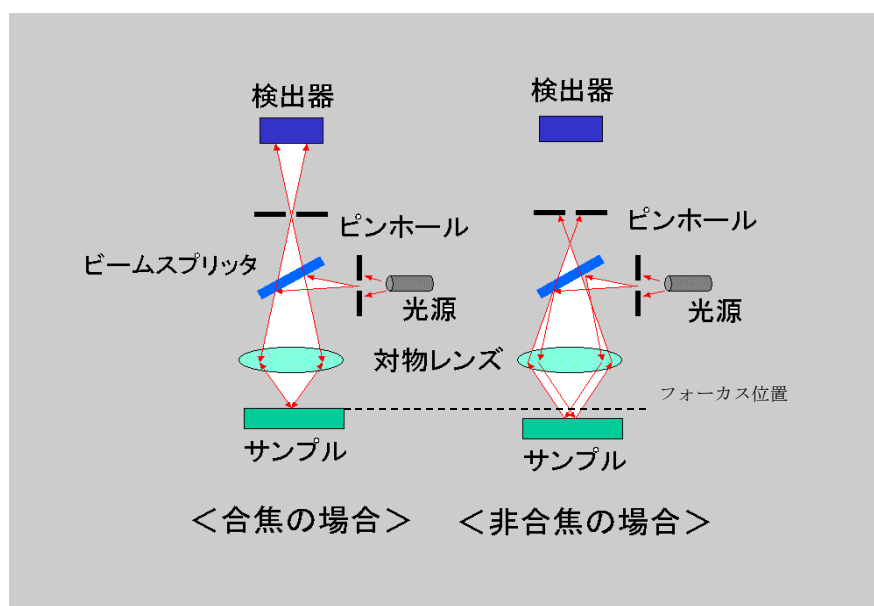 検出器
検出器
ピンホール
ピンホール
ビームスプリッタ
光源
光源
対物レンズ
フォーカス位置
サンプル
サンプル
＜合焦の場合＞
＜非合焦の場合＞